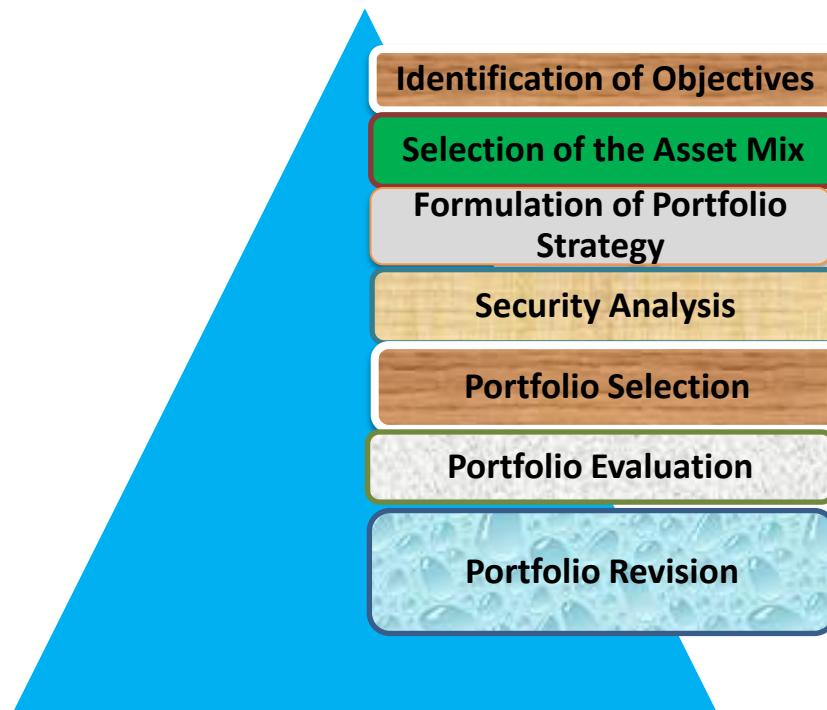 Identification of Objectives
Selection of the Asset Mix
Formulation of Portfolio
Strategy
Security Analysis
Portfolio Selection
Portfolio Evaluation
Portfolio Revision